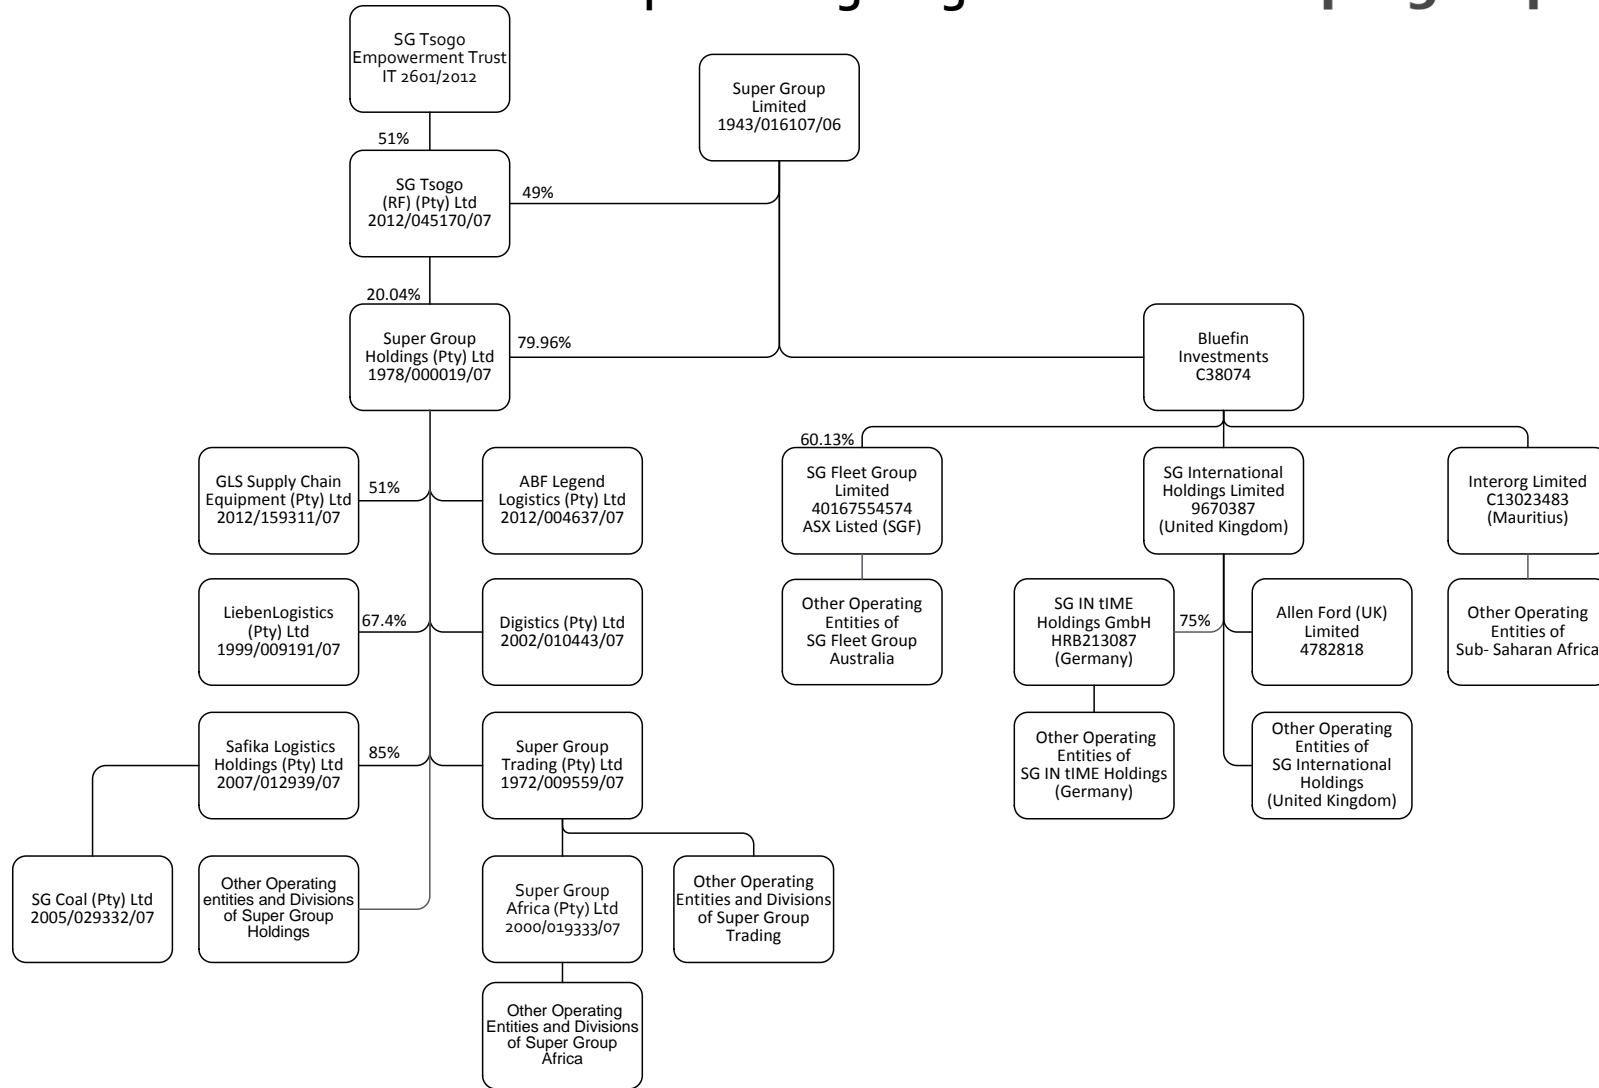 SG Tsogo
Empowerment Trust
IT 2601/2012
Super Group
Limited
1943/016107/06
51%
SG Tsogo
(RF) (Pty) Ltd
2012/045170/07
49%
20.04%
Super Group
Holdings (Pty) Ltd
1978/000019/07
79.96%
Bluefin
Investments
C38074
GLS Supply Chain
Equipment (Pty) Ltd
2012/159311/07
51%
ABF Legend
Logistics (Pty) Ltd
2012/004637/07
60.13%
SG Fleet Group
Limited
40167554574
ASX Listed (SGF)
SG International
Holdings Limited
9670387
(United Kingdom)
Interorg Limited
C13023483
(Mauritius)
LiebenLogistics
(Pty) Ltd
1999/009191/07
67.4%
Digistics (Pty) Ltd
2002/010443/07
Other Operating
Entities of
SG Fleet Group
Australia
SG IN tIME
Holdings GmbH
HRB213087
(Germany)
75%
Allen Ford (UK)
Limited
4782818
Other Operating
Entities of
Sub- Saharan Africa
Safika Logistics
Holdings (Pty) Ltd
2007/012939/07
85%
Super Group
Trading (Pty) Ltd
1972/009559/07
Other Operating
Entities of
SG IN tIME Holdings
(Germany)
Other Operating
Entities of
SG International
Holdings
(United Kingdom)
SG Coal (Pty) Ltd
2005/029332/07
Other Operating
entities and Divisions
of Super Group
Holdings
Super Group
Africa (Pty) Ltd
2000/019333/07
Other Operating
Entities and Divisions
of Super Group
Trading
Other Operating
Entities and Divisions
of Super Group
Africa